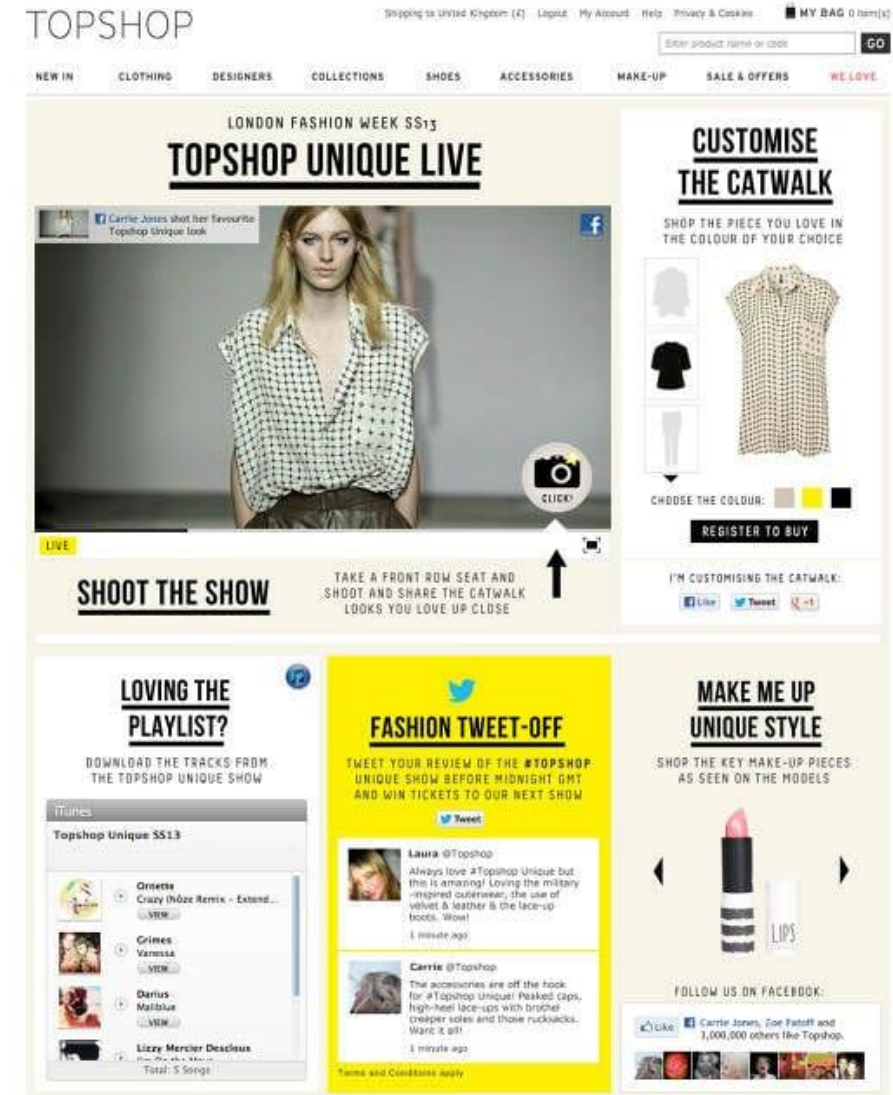 TOPSHOP
Shipping to United Kingdom (£) Logout My Account Help Privacy & Cookies MY BAG 0 item(s)
Enter product name or code GO
NEW IN CLOTHING DESIGNERS COLLECTIONS SHOES ACCESSORIES MAKE-UP SALE & OFFERS WE LOVE
LONDON FASHION WEEK SS13
TOPSHOP UNIQUE LIVE
Carrie Jones shot her favourite
Topshop Unique look
f
CLICK!
LIVE
SHOOT THE SHOW
TAKE A FRONT ROW SEAT AND
SHOOT AND SHARE THE CATWALK
LOOKS YOU LOVE UP CLOSE
CUSTOMISE
THE CATWALK
SHOP THE PIECE YOU LOVE IN
THE COLOUR OF YOUR CHOICE
CHOOSE THE COLOUR:
REGISTER TO BUY
I'M CUSTOMISING THE CATWALK:
Like Tweet +1
LOVING THE
PLAYLIST?
DOWNLOAD THE TRACKS FROM
THE TOPSHOP UNIQUE SHOW
iTunes
Topshop Unique SS13
Ornette
Crazy (Nôze Remix - Extend...
VIEW
Grimes
Vanessa
VIEW
Darius
Maliblue
VIEW
Lizzy Mercier Descloux
Total: 5 Songs
FASHION TWEET-OFF
TWEET YOUR REVIEW OF THE #TOPSHOP
UNIQUE SHOW BEFORE MIDNIGHT GMT
AND WIN TICKETS TO OUR NEXT SHOW
Tweet
Laura @Topshop
Always love #Topshop Unique but
this is amazing! Loving the military
-inspired outerwear, the use of
velvet & leather & the lace-up
boots. Wow!
1 minute ago
Carrie @Topshop
The accessories are off the hook
for #Topshop Unique! Peaked caps,
high-heel lace-ups with brothel
creeper soles and those rucksacks.
Want it all!
1 minute ago
Terms and Conditions apply
MAKE ME UP
UNIQUE STYLE
SHOP THE KEY MAKE-UP PIECES
AS SEEN ON THE MODELS
LIPS
FOLLOW US ON FACEBOOK:
Like Carrie Jones, Zoe Fatoff and
3,000,000 others like Topshop.